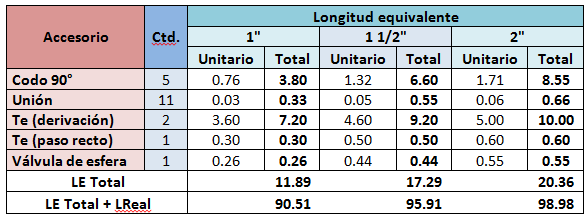 Accesorio Ctd. Longitud equivalente
1" 1 1/2" 2"
Unitario Total Unitario Total Unitario Total
Codo 90° 5 0.76 3.80 1.32 6.60 1.71 8.55
Unión 11 0.03 0.33 0.05 0.55 0.06 0.66
Te (derivación) 2 3.60 7.20 4.60 9.20 5.00 10.00
Te (paso recto) 1 0.30 0.30 0.50 0.50 0.60 0.60
Válvula de esfera 1 0.26 0.26 0.44 0.44 0.55 0.55
LE Total 11.89 17.29 20.36
LE Total + LReal 90.51 95.91 98.98